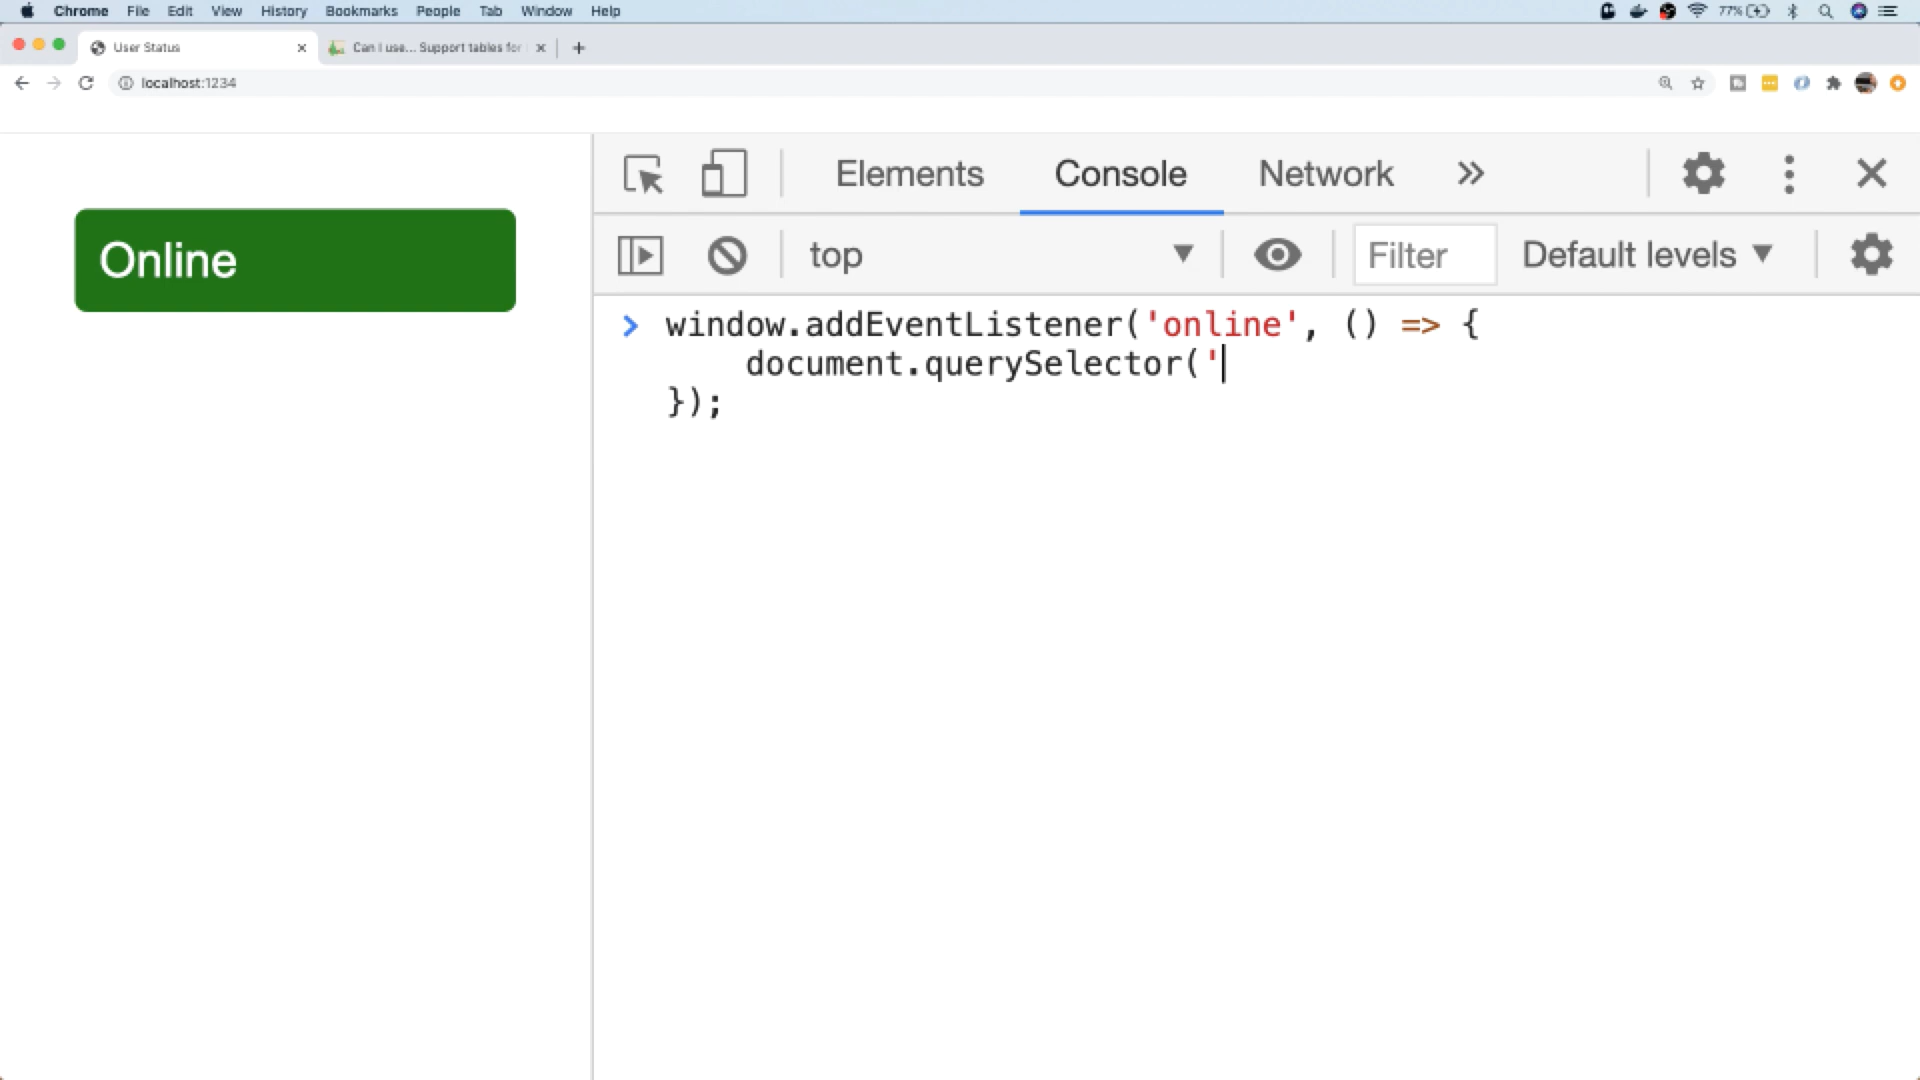 Chrome File Edit View History Bookmarks People Tab Window Help 77%
User Status Can I use... Support tables for
localhost:1234
Elements Console Network
top Filter Default levels
Online
window.addEventListener('online', () => {
document.querySelector('
});